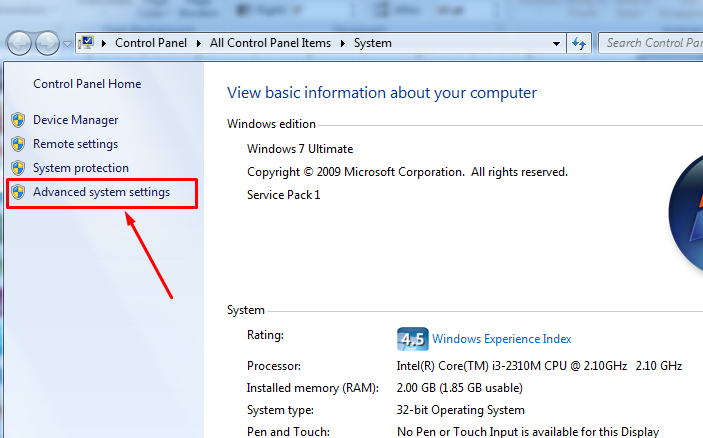 Control Panel ▸ All Control Panel Items ▸ System
Search Control Pan
Control Panel Home
Device Manager
Remote settings
System protection
Advanced system settings
View basic information about your computer
Windows edition
Windows 7 Ultimate
Copyright © 2009 Microsoft Corporation. All rights reserved.
Service Pack 1
System
Rating: 4.5 Windows Experience Index
Processor: Intel(R) Core(TM) i3-2310M CPU @ 2.10GHz 2.10 GHz
Installed memory (RAM): 2.00 GB (1.85 GB usable)
System type: 32-bit Operating System
Pen and Touch: No Pen or Touch Input is available for this Display